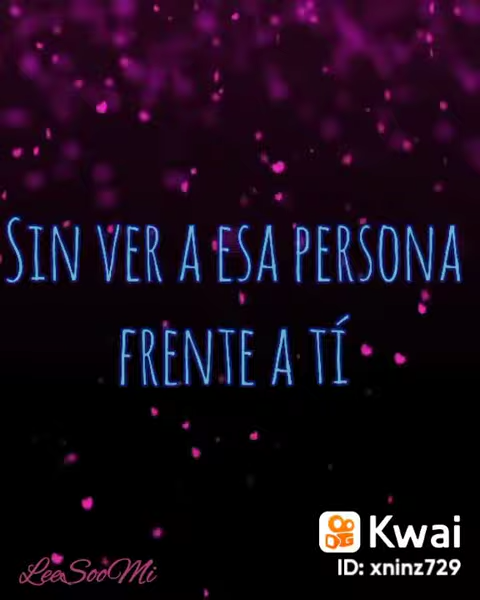 SIN VER A ESA PERSONA
FRENTE A TÍ
Kwai
ID: xninz729
LeeSooMi